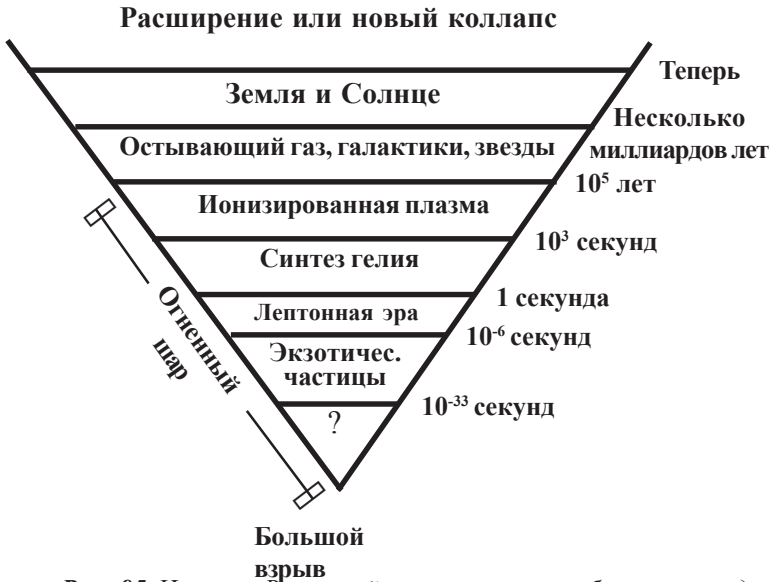 Расширение или новый коллапс
Теперь
Земля и Солнце
Несколько
миллиардов лет
Остывающий газ, галактики, звезды
10⁵ лет
Ионизированная плазма
10³ секунд
Синтез гелия
1 секунда
Лептонная эра
10⁻⁶ секунд
Экзотичес.
частицы
10⁻³³ секунд
?
Огненный
шар
Большой
взрыв